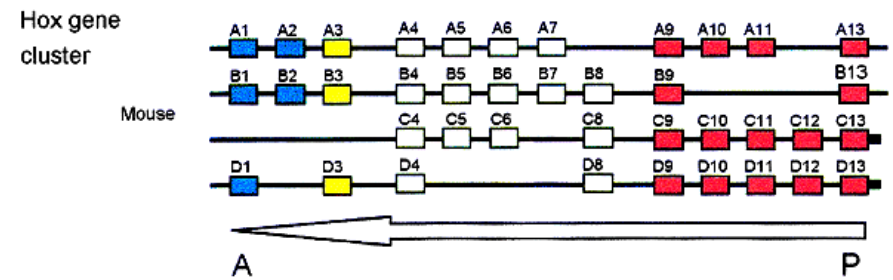 Hox gene
cluster
Mouse
A1 A2 A3 A4 A5 A6 A7 A9 A10 A11 A13
B1 B2 B3 B4 B5 B6 B7 B8 B9 B13
C4 C5 C6 C8 C9 C10 C11 C12 C13
D1 D3 D4 D8 D9 D10 D11 D12 D13
A P